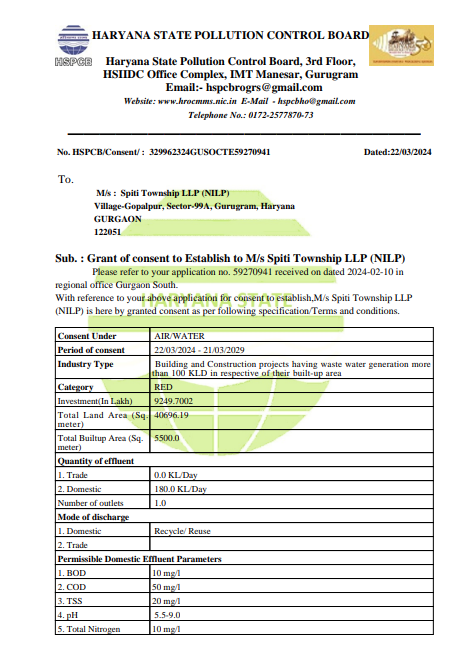 HARYANA STATE POLLUTION CONTROL BOARD
HSPCB
Haryana State Pollution Control Board, 3rd Floor,
HSIIDC Office Complex, IMT Manesar, Gurugram
Email:- hspcbrogrs@gmail.com
Website: www.hrocmms.nic.in E-Mail - hspcbho@gmail.com
Telephone No.: 0172-2577870-73
No. HSPCB/Consent/ : 329962324GUSOCTE59270941 Dated:22/03/2024
To.
M/s : Spiti Township LLP (NILP)
Village-Gopalpur, Sector-99A, Gurugram, Haryana
GURGAON
122051
Sub. : Grant of consent to Establish to M/s Spiti Township LLP (NILP)
Please refer to your application no. 59270941 received on dated 2024-02-10 in
regional office Gurgaon South.
With reference to your above application for consent to establish,M/s Spiti Township LLP
(NILP) is here by granted consent as per following specification/Terms and conditions.
HARYANA STATE
Consent Under AIR/WATER
Period of consent 22/03/2024 - 21/03/2029
Industry Type Building and Construction projects having waste water generation more
than 100 KLD in respective of their built-up area
Category RED
Investment(In Lakh) 9249.7002
Total Land Area (Sq. 40696.19
meter)
Total Builtup Area (Sq. 5500.0
meter)
Quantity of effluent
1. Trade 0.0 KL/Day
2. Domestic 180.0 KL/Day
Number of outlets 1.0
Mode of discharge
1. Domestic Recycle/ Reuse
2. Trade
Permissible Domestic Effluent Parameters
1. BOD 10 mg/l
2. COD 50 mg/l
3. TSS 20 mg/l
4. pH 5.5-9.0
5. Total Nitrogen 10 mg/l